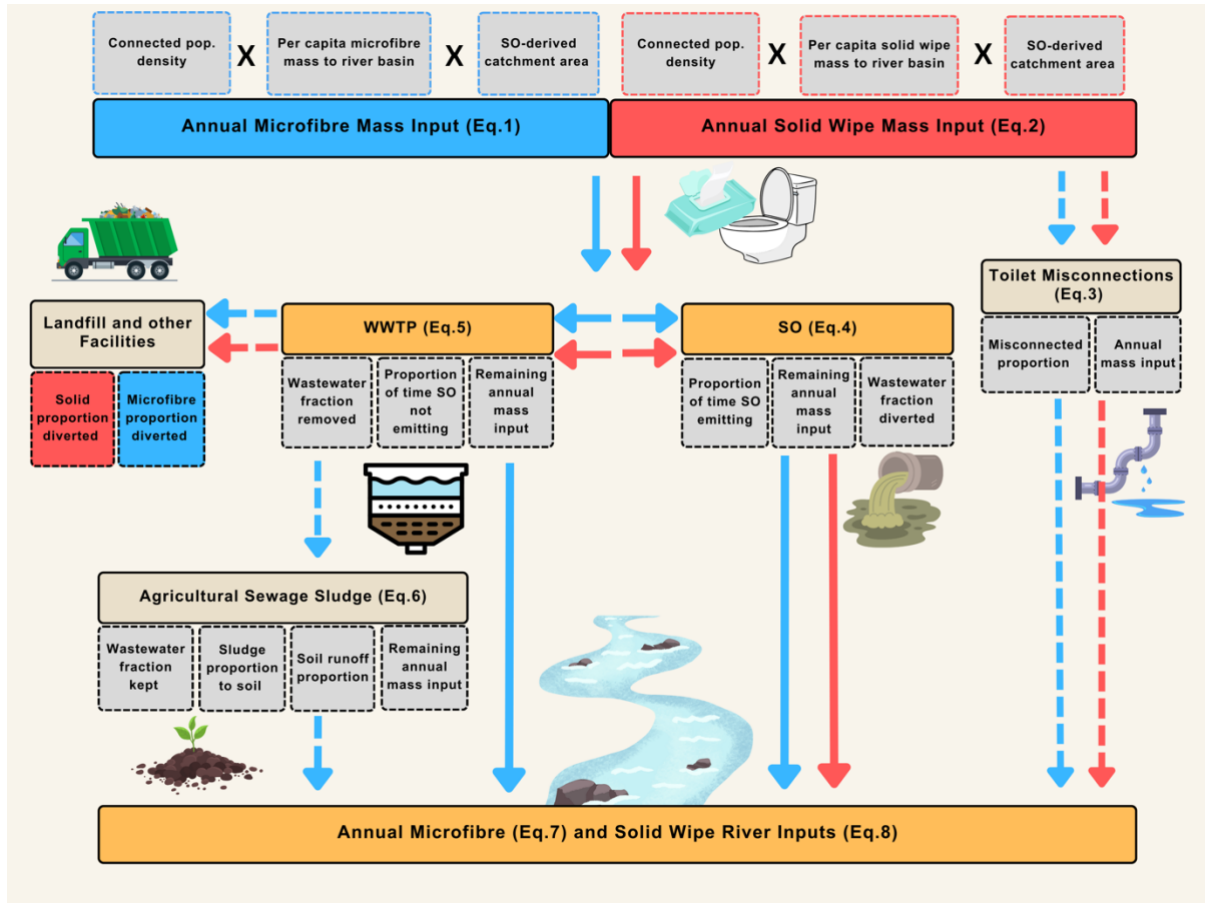 Connected pop.
density
X
Per capita microfibre
mass to river basin
X
SO-derived
catchment area
Connected pop.
density
X
Per capita solid wipe
mass to river basin
X
SO-derived
catchment area
Annual Microfibre Mass Input (Eq.1)
Annual Solid Wipe Mass Input (Eq.2)
Toilet Misconnections
(Eq.3)
Misconnected
proportion
Annual
mass input
Landfill and other
Facilities
Solid
proportion
diverted
Microfibre
proportion
diverted
WWTP (Eq.5)
Wastewater
fraction
removed
Proportion
of time SO
not
emitting
Remaining
annual
mass
input
SO (Eq.4)
Proportion
of time SO
emitting
Remaining
annual
mass
input
Wastewater
fraction
diverted
Agricultural Sewage Sludge (Eq.6)
Wastewater
fraction
kept
Sludge
proportion
to soil
Soil runoff
proportion
Remaining
annual
mass input
Annual Microfibre (Eq.7) and Solid Wipe River Inputs (Eq.8)